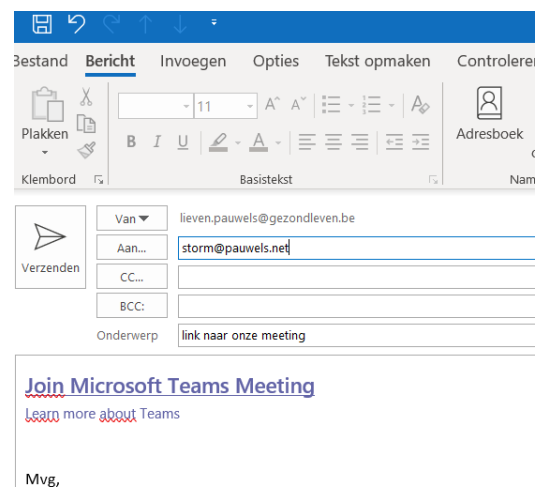 Bestand Bericht Invoegen Opties Tekst opmaken Controleren
11 A A A
Plakken
B I U A
Adresboek
Klembord Basistekst Nam
Van lieven.pauwels@gezondleven.be
Aan... storm@pauwels.net
Verzenden
CC...
BCC:
Onderwerp link naar onze meeting
Join Microsoft Teams Meeting
Learn more about Teams
Mvg,